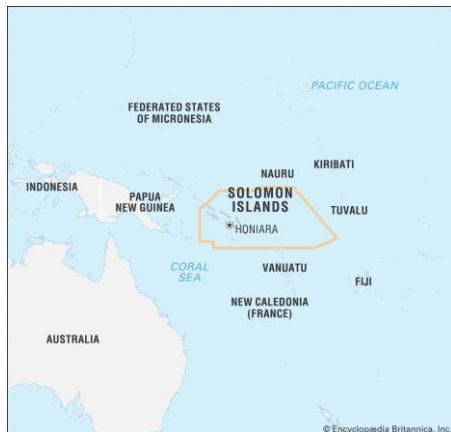 PACIFIC OCEAN
FEDERATED STATES
OF MICRONESIA
KIRIBATI
NAURU
INDONESIA
PAPUA
NEW GUINEA
SOLOMON
ISLANDS
HONIARA
TUVALU
CORAL
SEA
VANUATU
FIJI
NEW CALEDONIA
(FRANCE)
AUSTRALIA
© Encyclopædia Britannica, Inc.